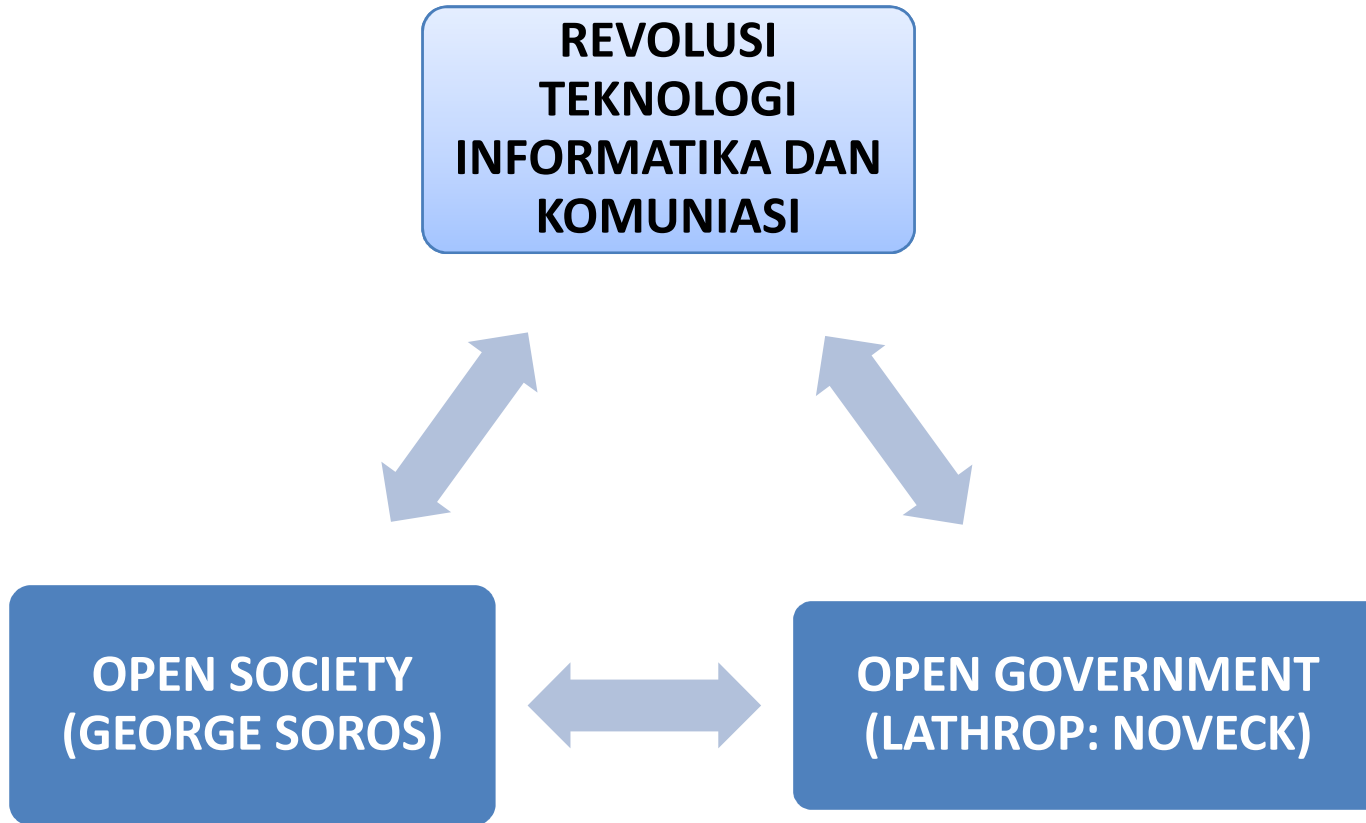 REVOLUSI
TEKNOLOGI
INFORMATIKA DAN
KOMUNIASI
OPEN SOCIETY
(GEORGE SOROS)
OPEN GOVERNMENT
(LATHROP: NOVECK)